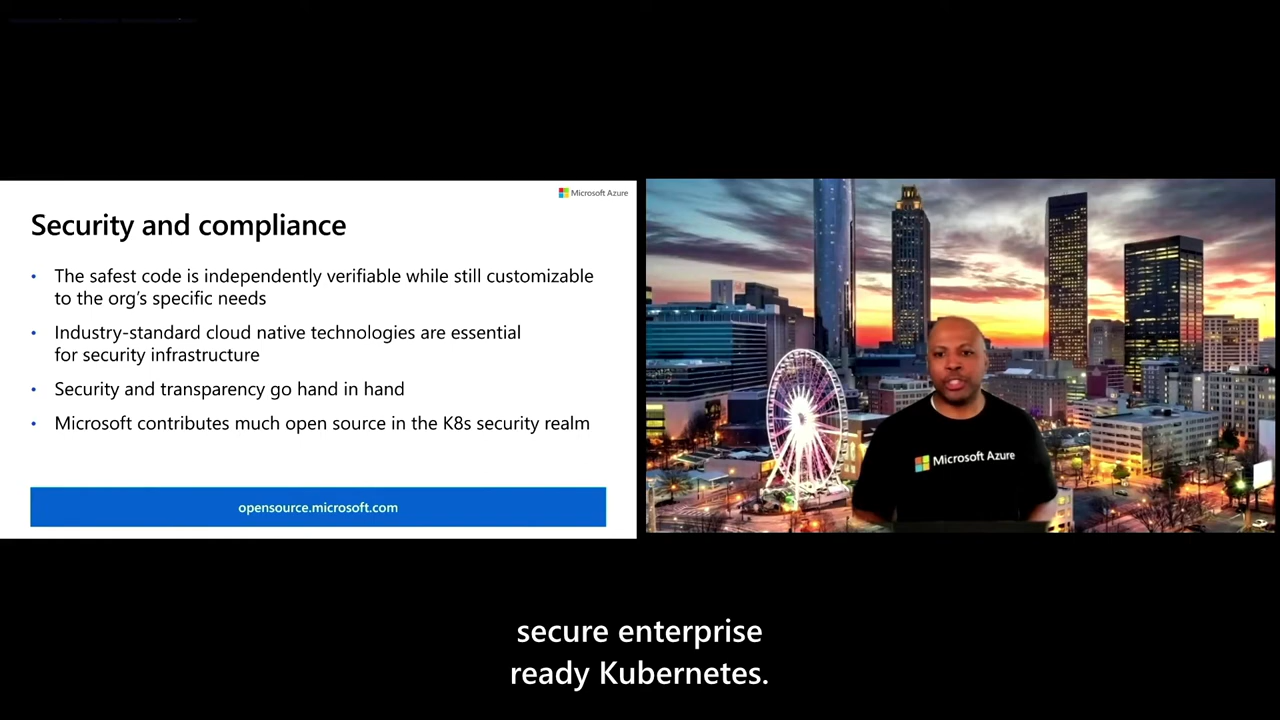 Microsoft Azure
Security and compliance
• The safest code is independently verifiable while still customizable
to the org's specific needs
• Industry-standard cloud native technologies are essential
for security infrastructure
• Security and transparency go hand in hand
• Microsoft contributes much open source in the K8s security realm
opensource.microsoft.com
Microsoft Azure
secure enterprise
ready Kubernetes.